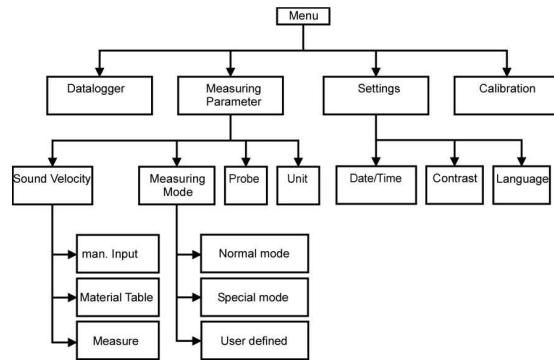 Menu
Datalogger
Measuring
Parameter
Settings
Calibration
Sound Velocity
Measuring
Mode
Probe
Unit
Date/Time
Contrast
Language
man. Input
Material Table
Measure
Normal mode
Special mode
User defined